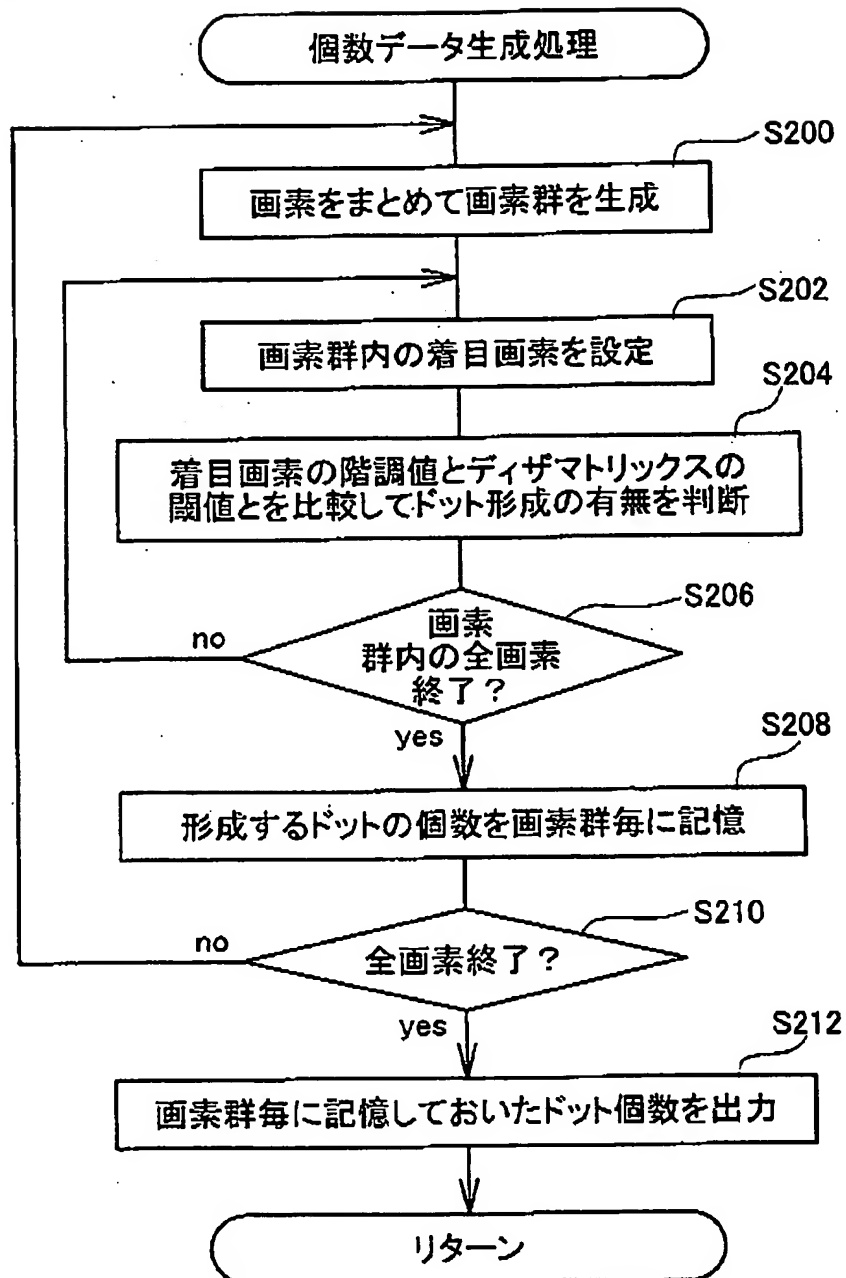 個数データ生成処理
S200
画素をまとめて画素群を生成
S202
画素群内の着目画素を設定
S204
着目画素の階調値とディザマトリックスの
閾値とを比較してドット形成の有無を判断
S206
画素
群内の全画素
終了？
no
yes
S208
形成するドットの個数を画素群毎に記憶
S210
全画素終了？
no
yes
S212
画素群毎に記憶しておいたドット個数を出力
リターン